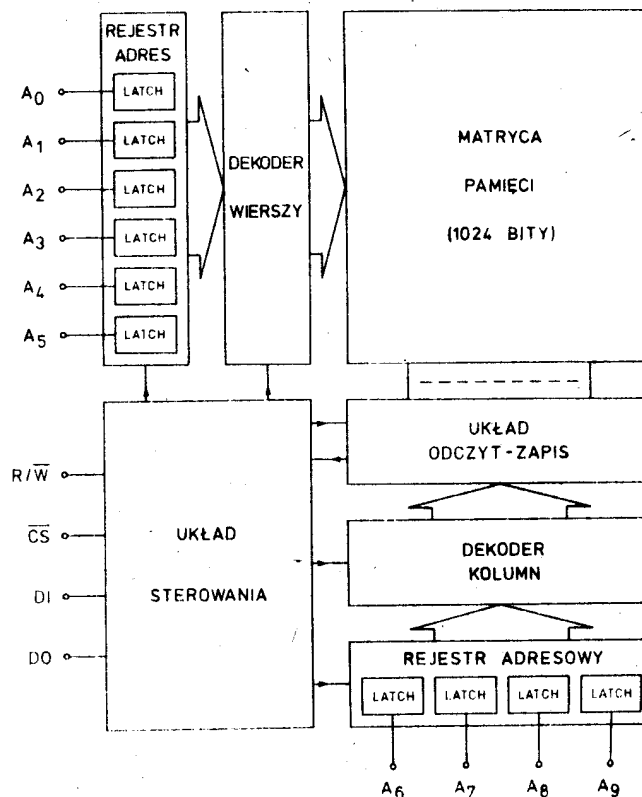 REJESTR
ADRES
A0 LATCH
A1 LATCH
A2 LATCH
A3 LATCH
A4 LATCH
A5 LATCH
DEKODER
WIERSZY
MATRYCA
PAMIĘCI
(1024 BITY)
R/W̅
C̅S̅
DI
DO
UKŁAD
STEROWANIA
UKŁAD
ODCZYT-ZAPIS
DEKODER
KOLUMN
REJESTR ADRESOWY
LATCH LATCH LATCH LATCH
A6 A7 A8 A9